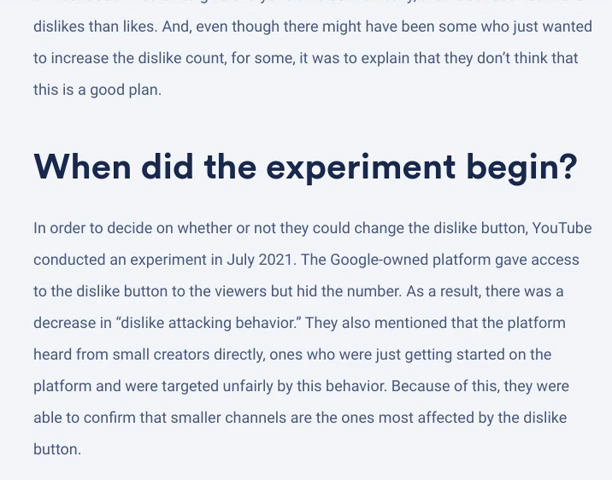 dislikes than likes. And, even though there might have been some who just wanted
to increase the dislike count, for some, it was to explain that they don’t think that
this is a good plan.
When did the experiment begin?
In order to decide on whether or not they could change the dislike button, YouTube
conducted an experiment in July 2021. The Google-owned platform gave access
to the dislike button to the viewers but hid the number. As a result, there was a
decrease in “dislike attacking behavior.” They also mentioned that the platform
heard from small creators directly, ones who were just getting started on the
platform and were targeted unfairly by this behavior. Because of this, they were
able to confirm that smaller channels are the ones most affected by the dislike
button.